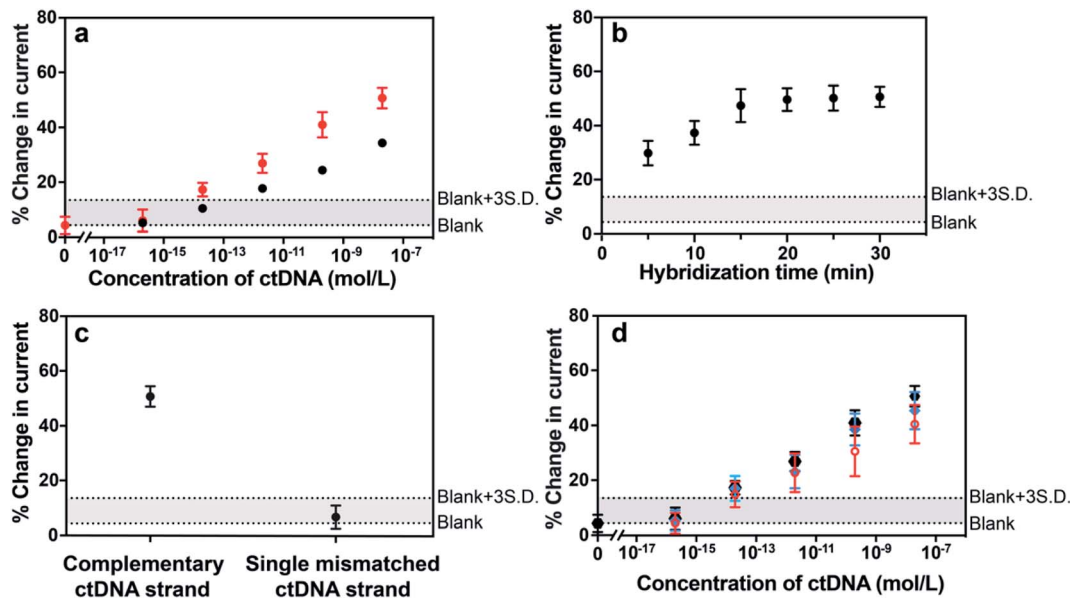 a
% Change in current
80
60
40
20
0
Blank+3S.D.
Blank
0
10⁻¹⁷
10⁻¹⁵
10⁻¹³
10⁻¹¹
10⁻⁹
10⁻⁷
Concentration of ctDNA (mol/L)
b
% Change in current
80
60
40
20
0
Blank+3S.D.
Blank
0
10
20
30
Hybridization time (min)
c
% Change in current
80
60
40
20
0
Blank+3S.D.
Blank
Complementary
ctDNA strand
Single mismatched
ctDNA strand
d
% Change in current
80
60
40
20
0
Blank+3S.D.
Blank
0
10⁻¹⁷
10⁻¹⁵
10⁻¹³
10⁻¹¹
10⁻⁹
10⁻⁷
Concentration of ctDNA (mol/L)